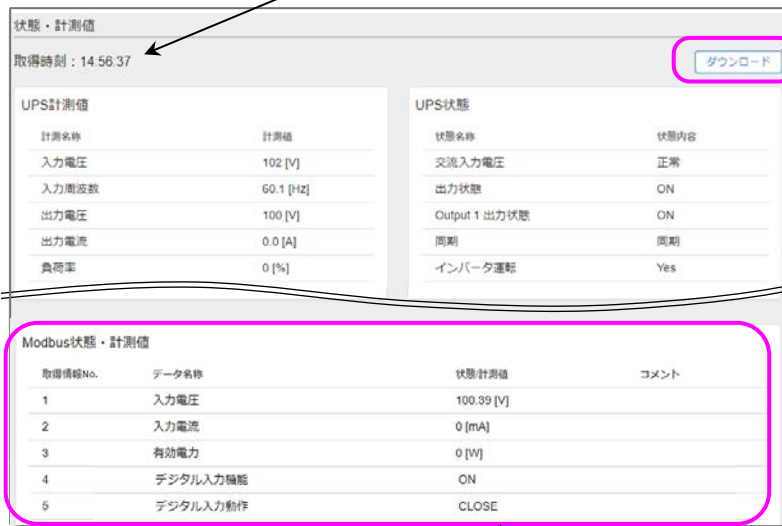 状態・計測値
取得時刻：14:56:37
ダウンロード
UPS計測値
計測名称 計測値
入力電圧 102 [V]
入力周波数 60.1 [Hz]
出力電圧 100 [V]
出力電流 0.0 [A]
負荷率 0 [%]
UPS状態
状態名称 状態内容
交流入力電圧 正常
出力状態 ON
Output 1 出力状態 ON
同期 同期
インバータ運転 Yes
Modbus状態・計測値
取得情報No. データ名称 状態/計測値 コメント
1 入力電圧 100.39 [V]
2 入力電流 0 [mA]
3 有効電力 0 [W]
4 デジタル入力機能 ON
5 デジタル入力動作 CLOSE